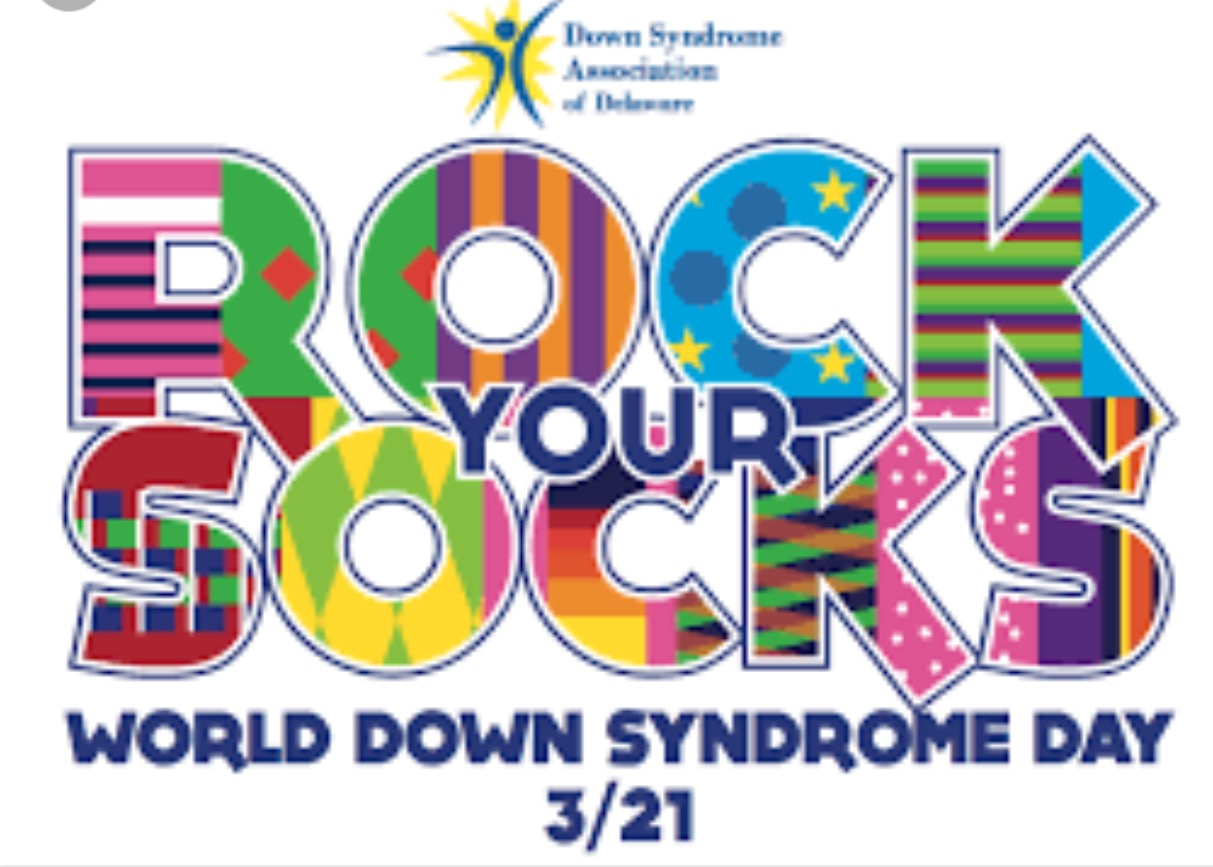 Down Syndrome
Association
of Delaware
ROCK
YOUR
SOCKS
WORLD DOWN SYNDROME DAY
3/21